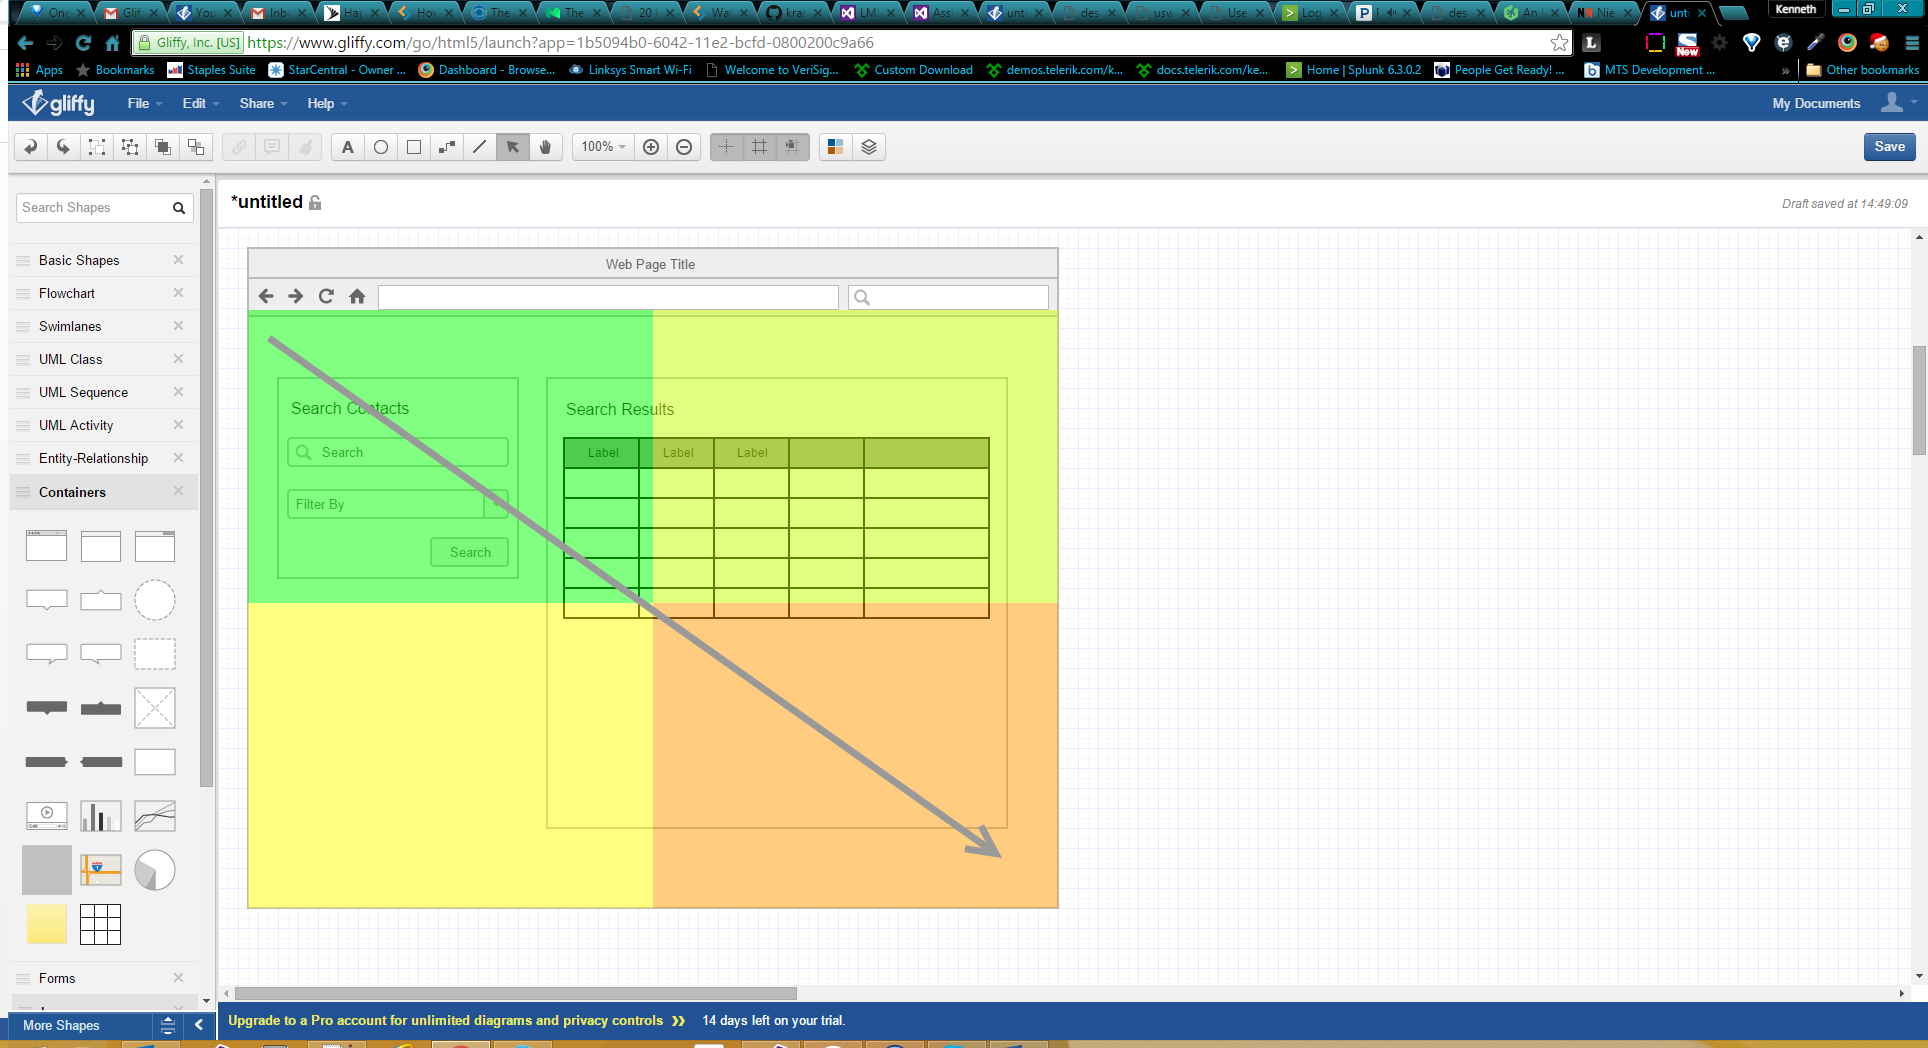 One
Glif
You
Inb
Hap
How
The
The
20
Wa
krar
LM
Ass
unt
des
usw
Use
Log
des
An
Nie
unti
Kenneth
Gliffy, Inc. [US] https://www.gliffy.com/go/html5/launch?app=1b5094b0-6042-11e2-bcfd-0800200c9a66
New
Apps Bookmarks Staples Suite StarCentral - Owner ... Dashboard - Browse... Linksys Smart Wi-Fi Welcome to VeriSig... Custom Download demos.telerik.com/k... docs.telerik.com/ke... Home | Splunk 6.3.0.2 People Get Ready! ... MTS Development ... » Other bookmarks
gliffy File Edit Share Help My Documents
A 100% Save
Search Shapes
*untitled
Draft saved at 14:49:09
Basic Shapes
Flowchart
Swimlanes
UML Class
UML Sequence
UML Activity
Entity-Relationship
Containers
Forms
Web Page Title
Search Contacts
Search
Filter By
Search
Search Results
Label Label Label
More Shapes
Upgrade to a Pro account for unlimited diagrams and privacy controls » 14 days left on your trial.